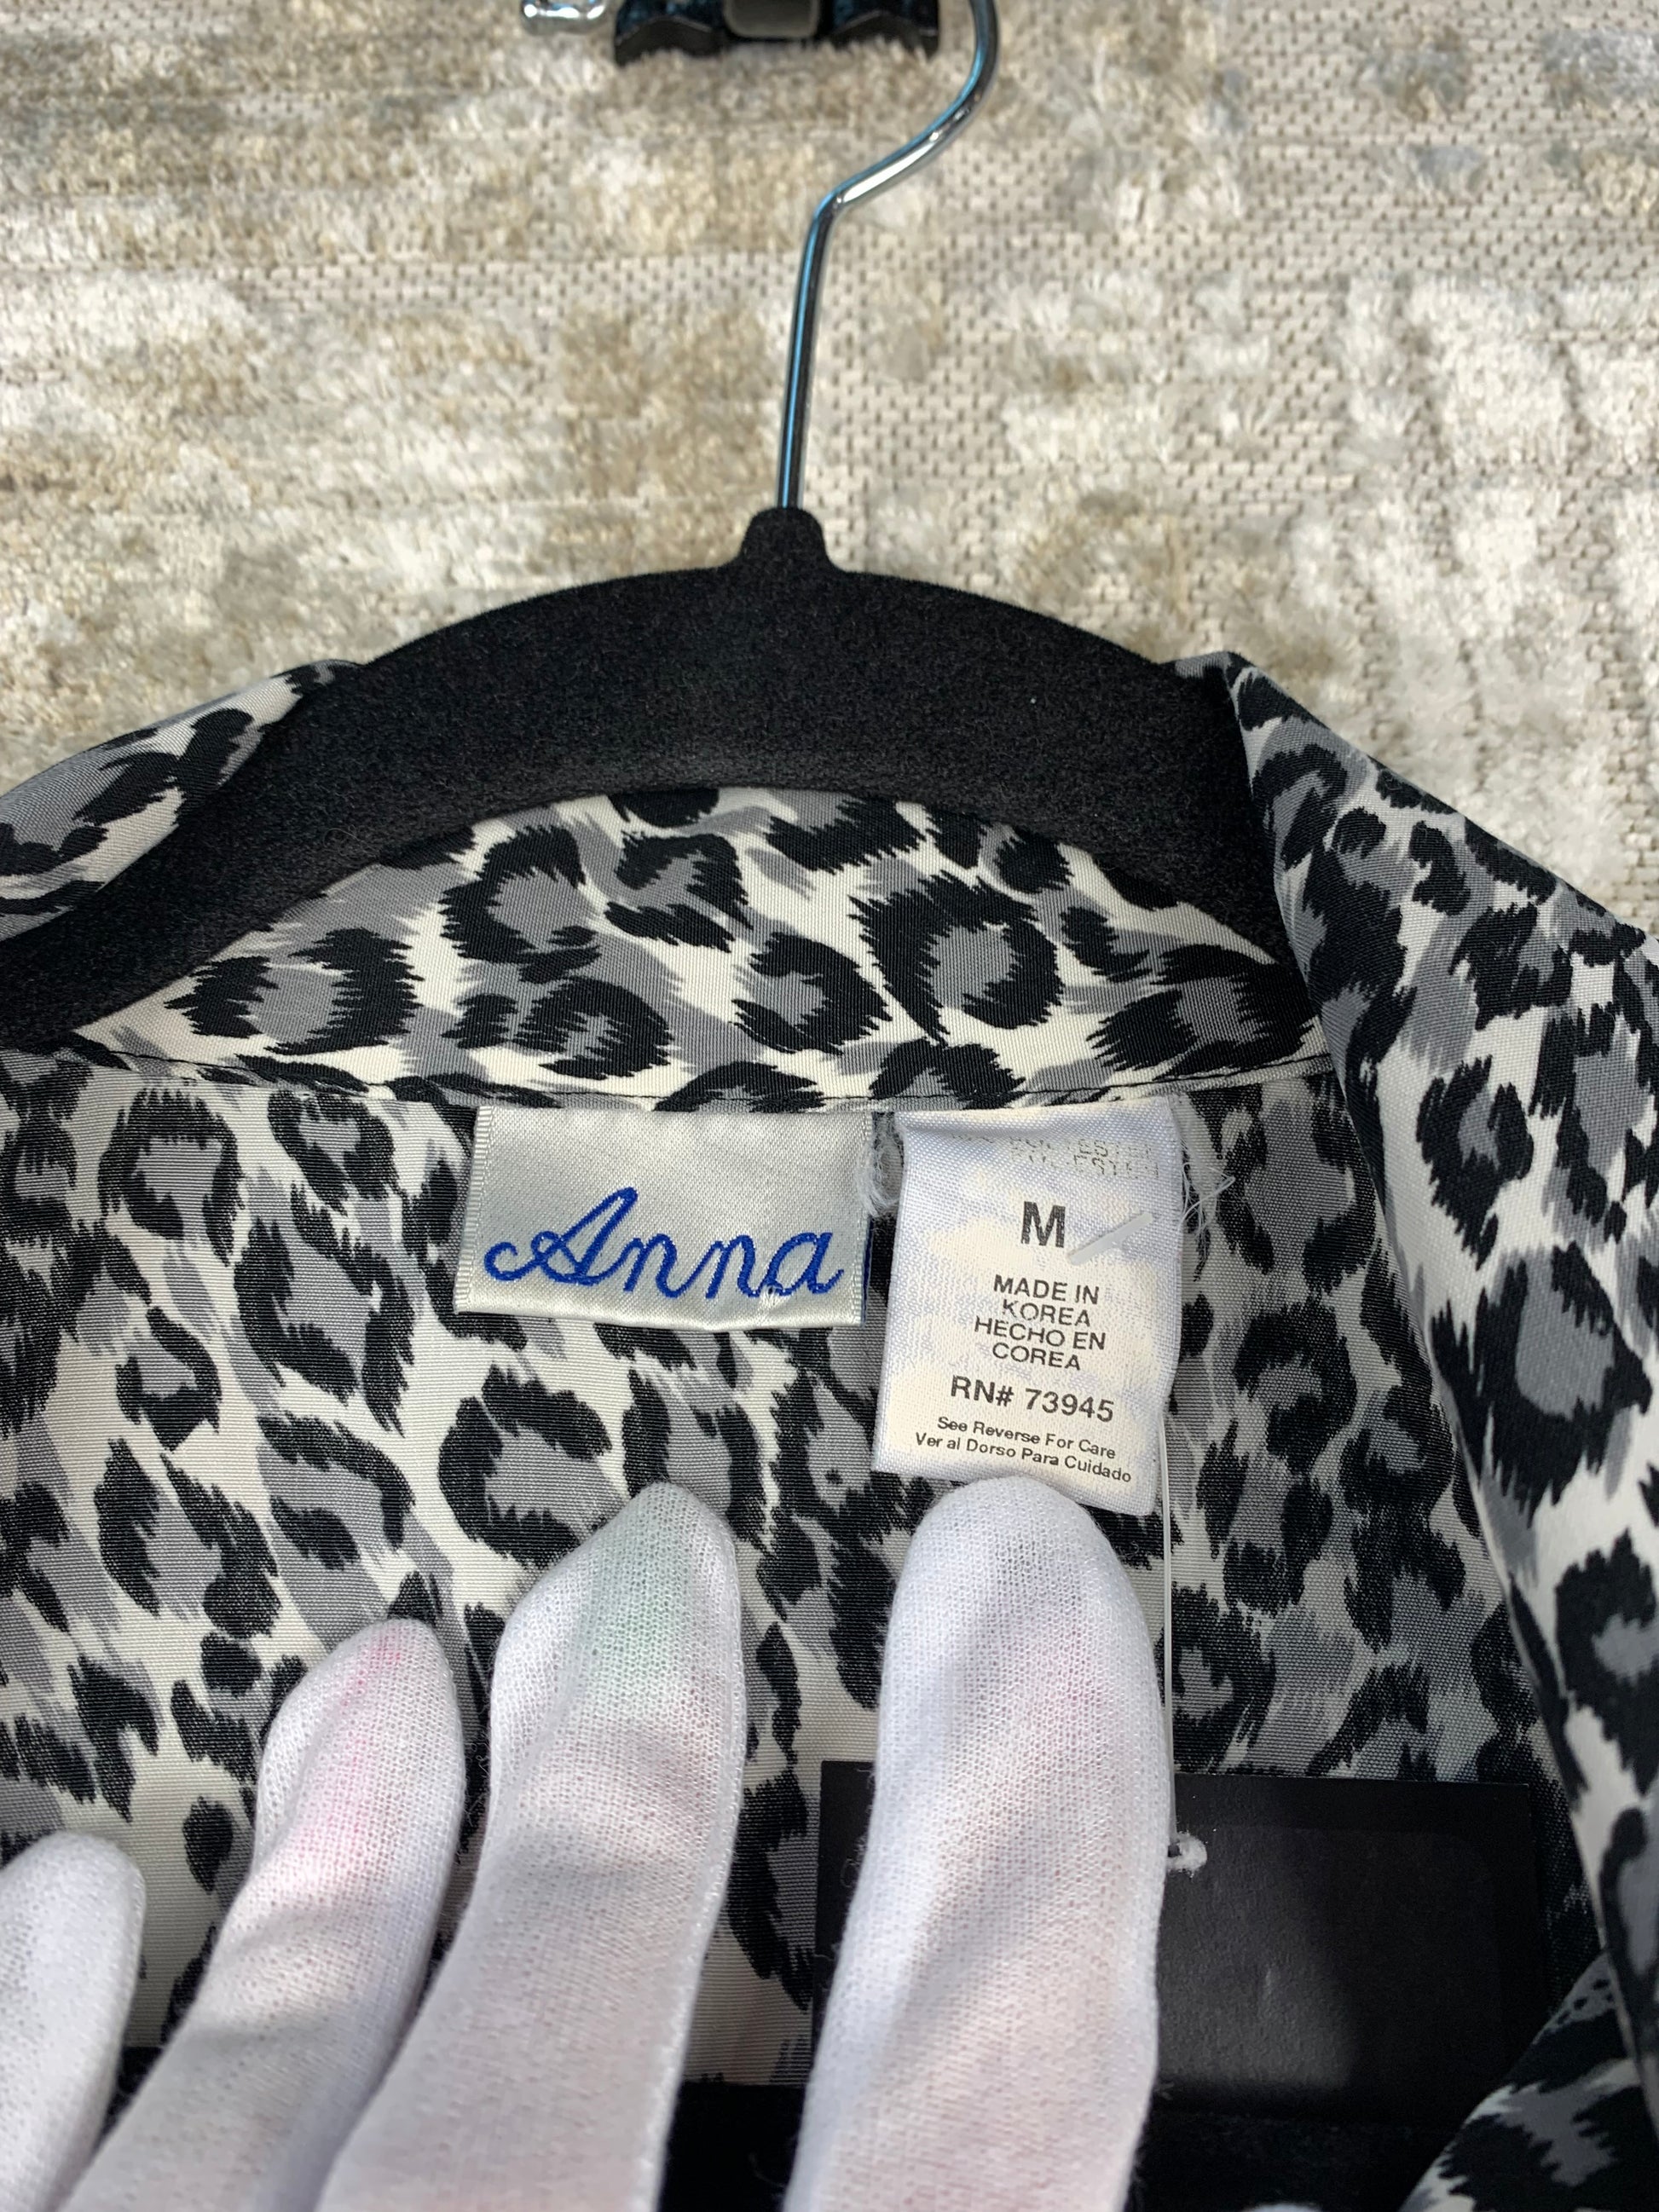 Anna
M
MADE IN
KOREA
HECHO EN
COREA
RN# 73945
See Reverse For Care
Ver al Dorso Para Cuidado